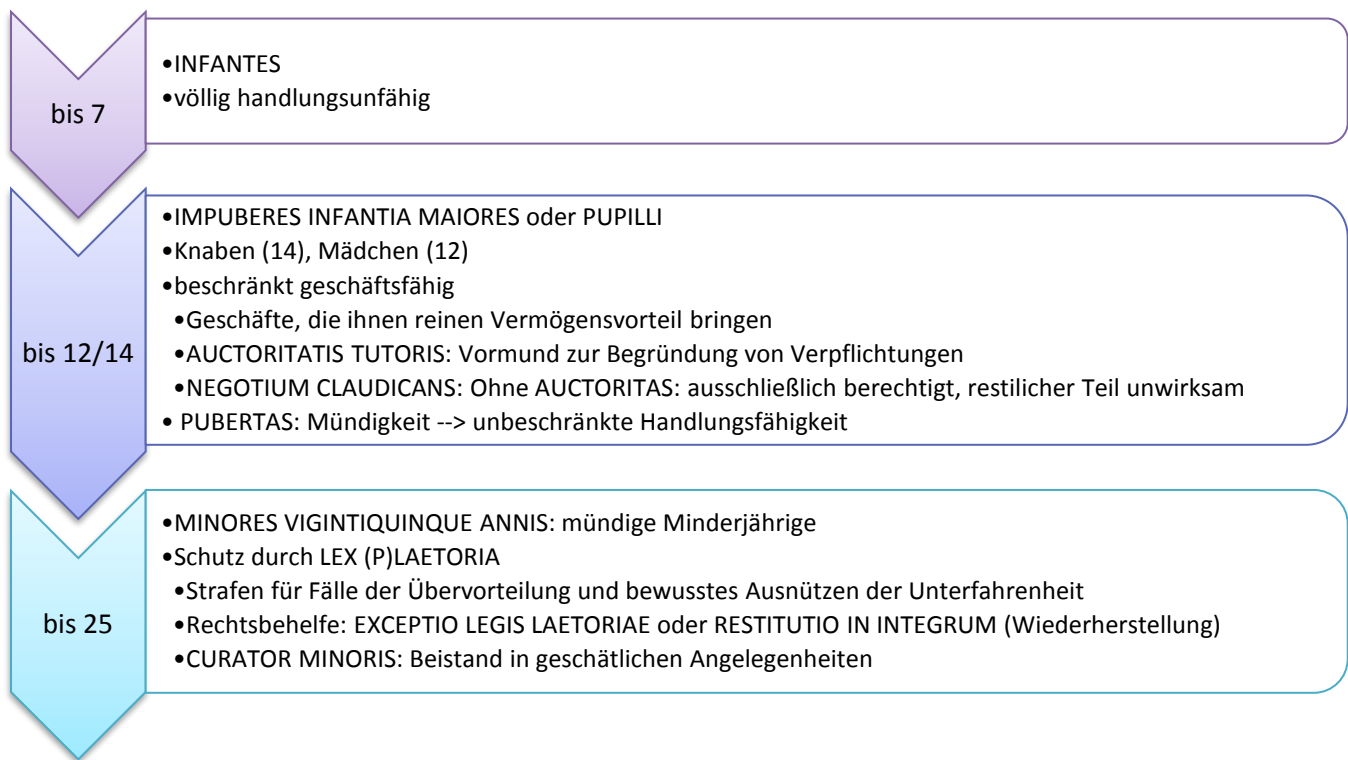 bis 7
•INFANTES
•völlig handlungsunfähig
bis 12/14
•IMPUBERES INFANTIA MAIORES oder PUPILLI
•Knaben (14), Mädchen (12)
•beschränkt geschäftsfähig
•Geschäfte, die ihnen reinen Vermögensvorteil bringen
•AUCTORITATIS TUTORIS: Vormund zur Begründung von Verpflichtungen
•NEGOTIUM CLAUDICANS: Ohne AUCTORITAS: ausschließlich berechtigt, restilicher Teil unwirksam
• PUBERTAS: Mündigkeit --> unbeschränkte Handlungsfähigkeit
bis 25
•MINORES VIGINTIQUINQUE ANNIS: mündige Minderjährige
•Schutz durch LEX (P)LAETORIA
•Strafen für Fälle der Übervorteilung und bewusstes Ausnützen der Unterfahrenheit
•Rechtsbehelfe: EXCEPTIO LEGIS LAETORIAE oder RESTITUTIO IN INTEGRUM (Wiederherstellung)
•CURATOR MINORIS: Beistand in geschätlichen Angelegenheiten